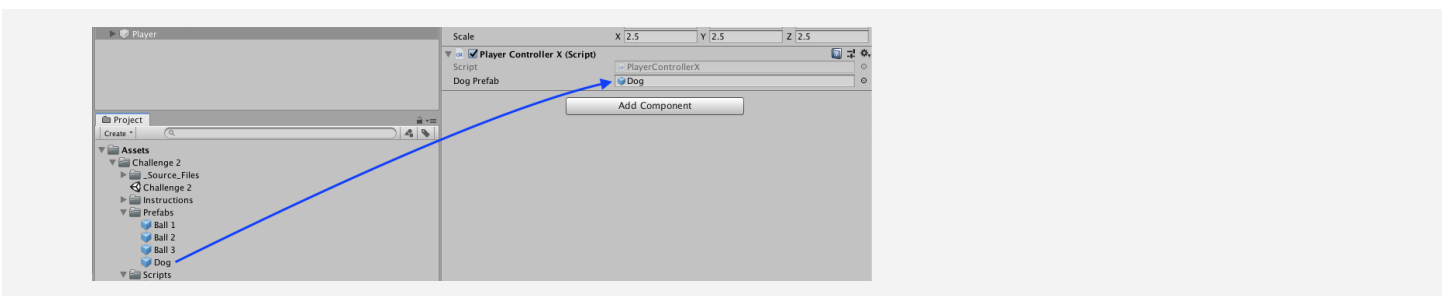 Player
Scale X 2.5 Y 2.5 Z 2.5
Player Controller X (Script)
Script PlayerControllerX
Dog Prefab Dog
Add Component
Project
Create
Assets
Challenge 2
_Source_Files
Challenge 2
Instructions
Prefabs
Ball 1
Ball 2
Ball 3
Dog
Scripts